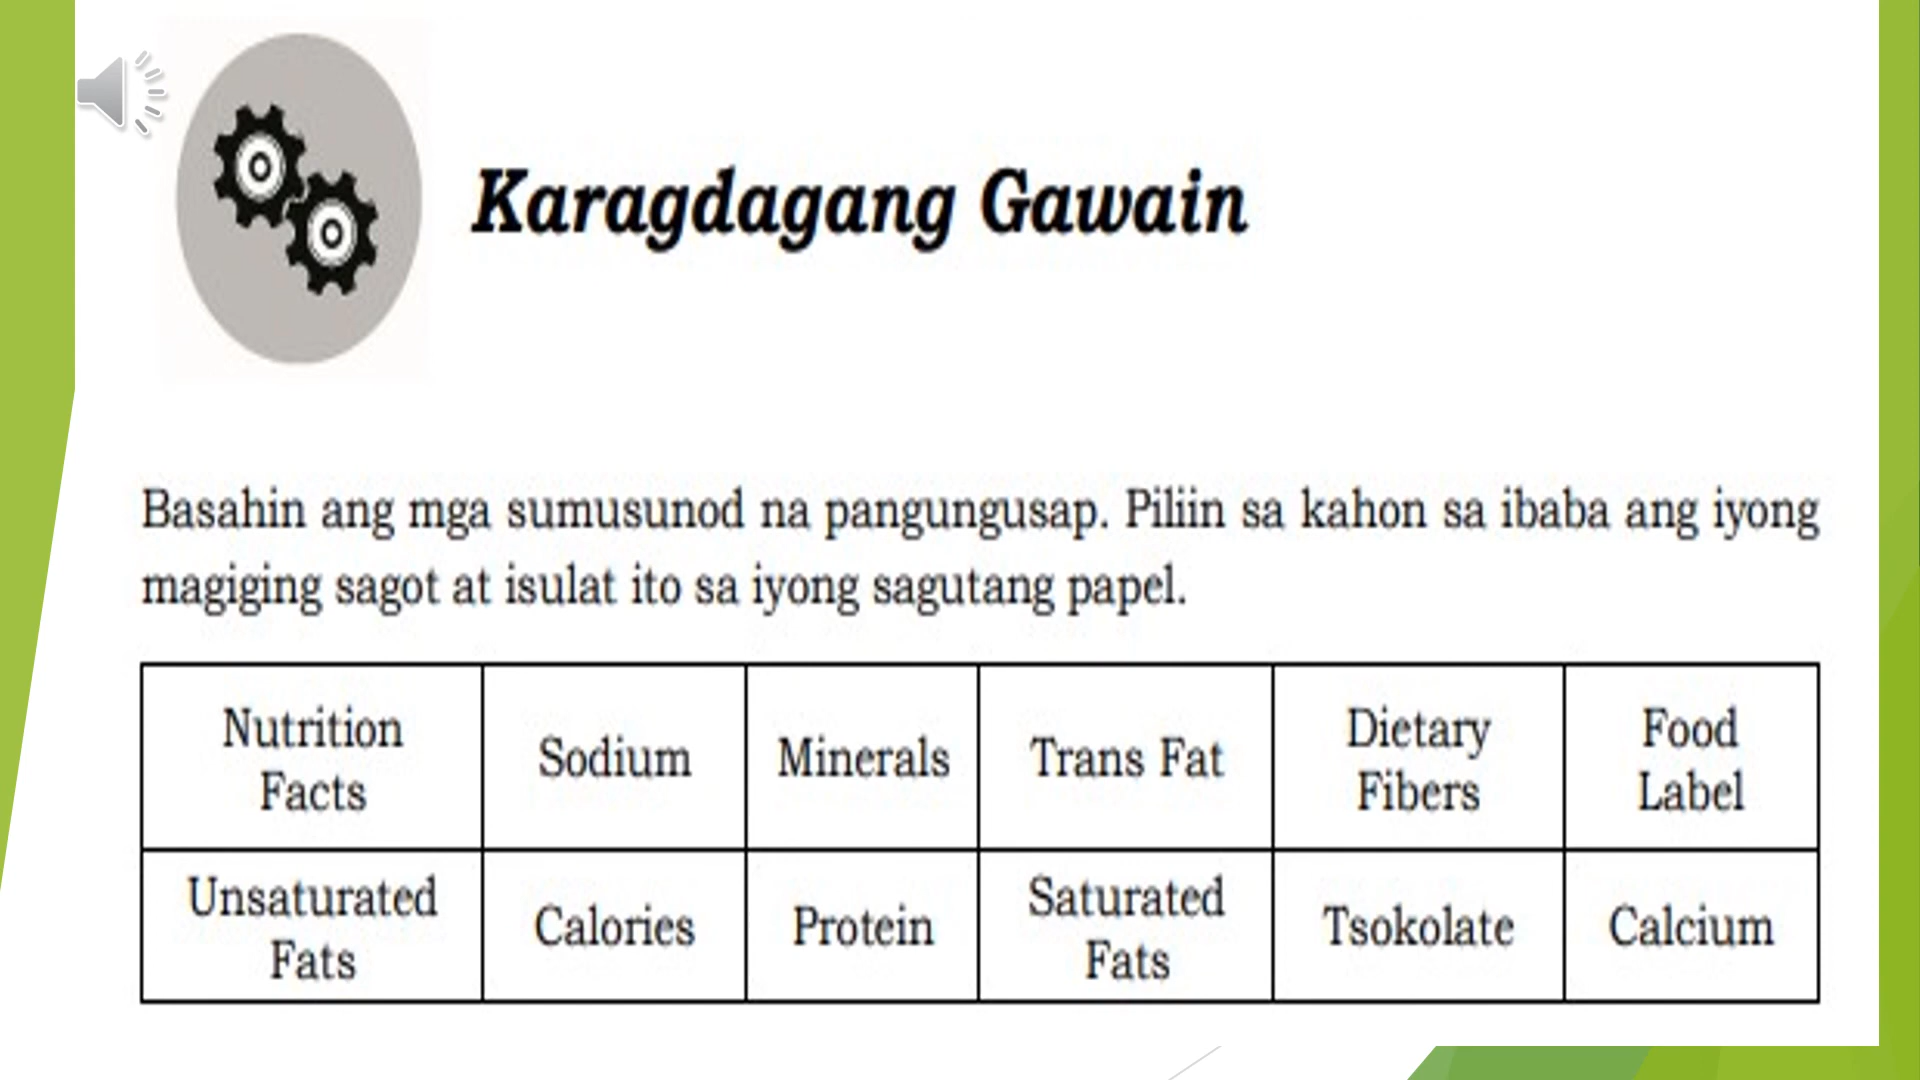 Karagdagang Gawain
Basahin ang mga sumusunod na pangungusap. Piliin sa kahon sa ibaba ang iyong
magiging sagot at isulat ito sa iyong sagutang papel.
Nutrition
Facts
Sodium
Minerals
Trans Fat
Dietary
Fibers
Food
Label
Unsaturated
Fats
Calories
Protein
Saturated
Fats
Tsokolate
Calcium